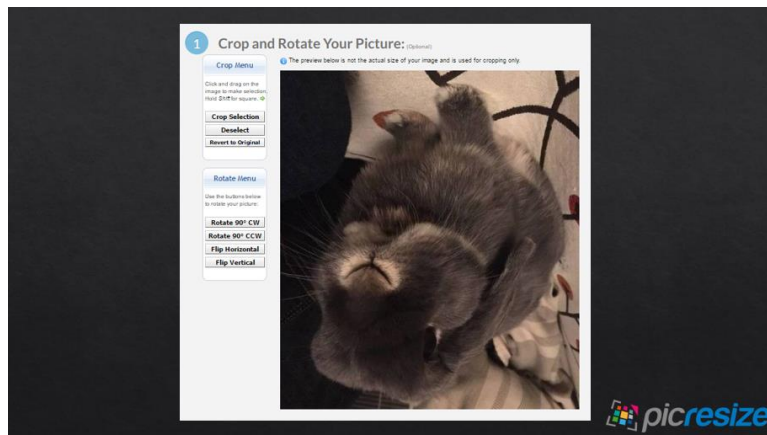 1 Crop and Rotate Your Picture: (Optional)
Crop Menu
Click and drag on the
image to make selection.
Hold Shift for square.
Crop Selection
Deselect
Revert to Original
Rotate Menu
Use the buttons below
to rotate your picture:
Rotate 90° CW
Rotate 90° CCW
Flip Horizontal
Flip Vertical
The preview below is not the actual size of your image and is used for cropping only.
picresize